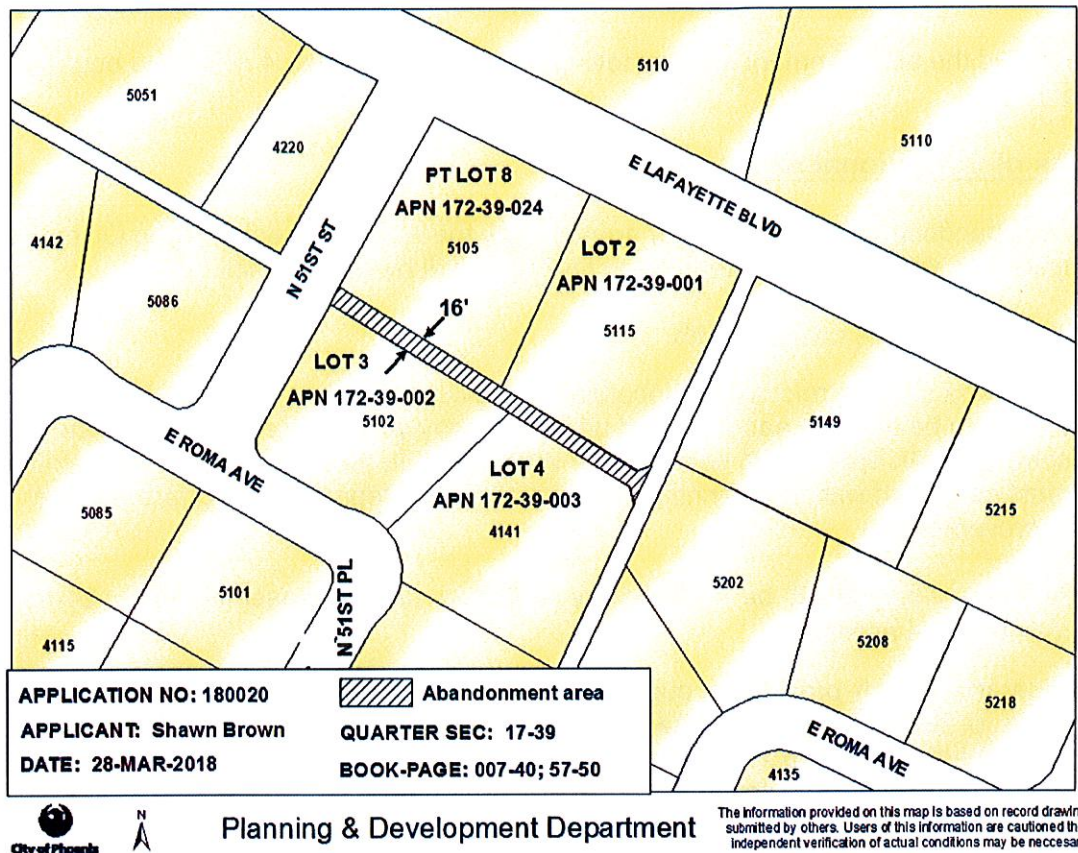 5110
5051
5110
4220
E LAFAYETTE BLVD
PT LOT 8
APN 172-39-024
5105
N 51ST ST
4142
LOT 2
APN 172-39-001
5115
5086
16'
LOT 3
APN 172-39-002
5102
5149
E ROMA AVE
LOT 4
APN 172-39-003
4141
5215
5085
5202
5101
N 51ST PL
5208
4115
5218
E ROMA AVE
4135
APPLICATION NO: 180020
Abandonment area
APPLICANT: Shawn Brown
QUARTER SEC: 17-39
DATE: 28-MAR-2018
BOOK-PAGE: 007-40; 57-50
City of Phoenix
N
Planning & Development Department
The information provided on this map is based on record drawin
submitted by others. Users of this information are cautioned th
independent verification of actual conditions may be neccesar